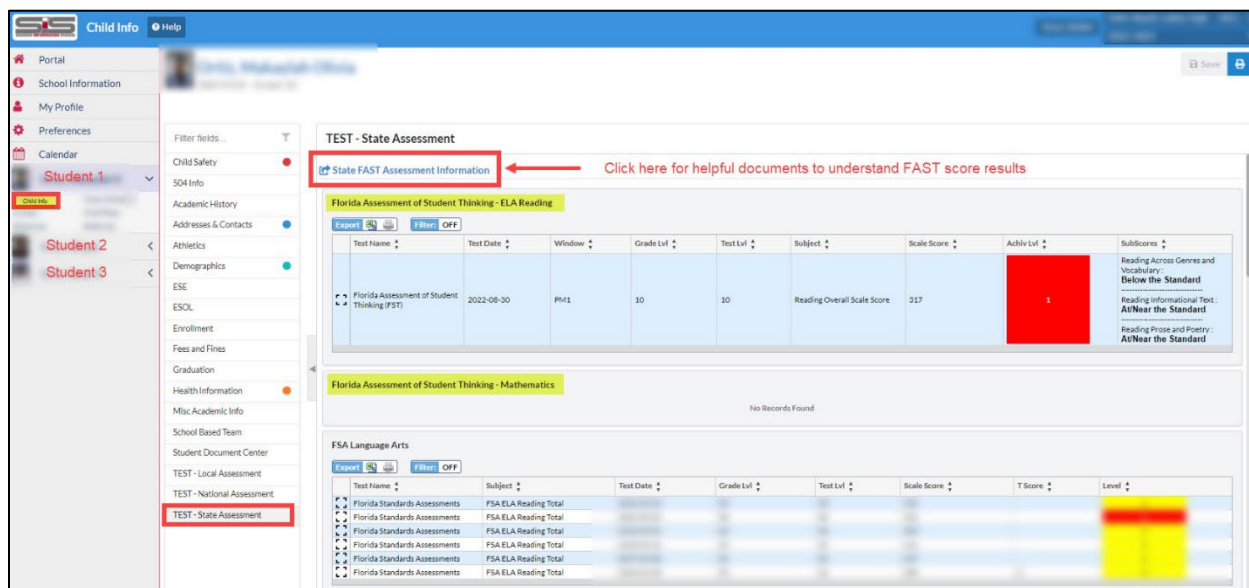 SIS Child Info Help
Save
Portal
School Information
My Profile
Preferences
Calendar
Student 1
Child Info
Student 2
Student 3
Filter fields...
Child Safety
504 Info
Academic History
Addresses & Contacts
Athletics
Demographics
ESE
ESOL
Enrollment
Fees and Fines
Graduation
Health Information
Misc Academic Info
School Based Team
Student Document Center
TEST - Local Assessment
TEST - National Assessment
TEST - State Assessment
TEST - State Assessment
State FAST Assessment Information
Click here for helpful documents to understand FAST score results
Florida Assessment of Student Thinking - ELA Reading
Export Filter: OFF
Test Name Test Date Window Grade Lvl Test Lvl Subject Scale Score Achiv Lvl SubScores
Florida Assessment of Student
Thinking (FST)
2022-08-30 PM1 10 10 Reading Overall Scale Score 317 1
Reading Across Genres and
Vocabulary :
Below the Standard
Reading Informational Text :
At/Near the Standard
Reading Prose and Poetry :
At/Near the Standard
Florida Assessment of Student Thinking - Mathematics
No Records Found
FSA Language Arts
Export Filter: OFF
Test Name Subject Test Date Grade Lvl Test Lvl Scale Score T Score Level
Florida Standards Assessments FSA ELA Reading Total
Florida Standards Assessments FSA ELA Reading Total
Florida Standards Assessments FSA ELA Reading Total
Florida Standards Assessments FSA ELA Reading Total
Florida Standards Assessments FSA ELA Reading Total
Florida Standards Assessments FSA ELA Reading Total